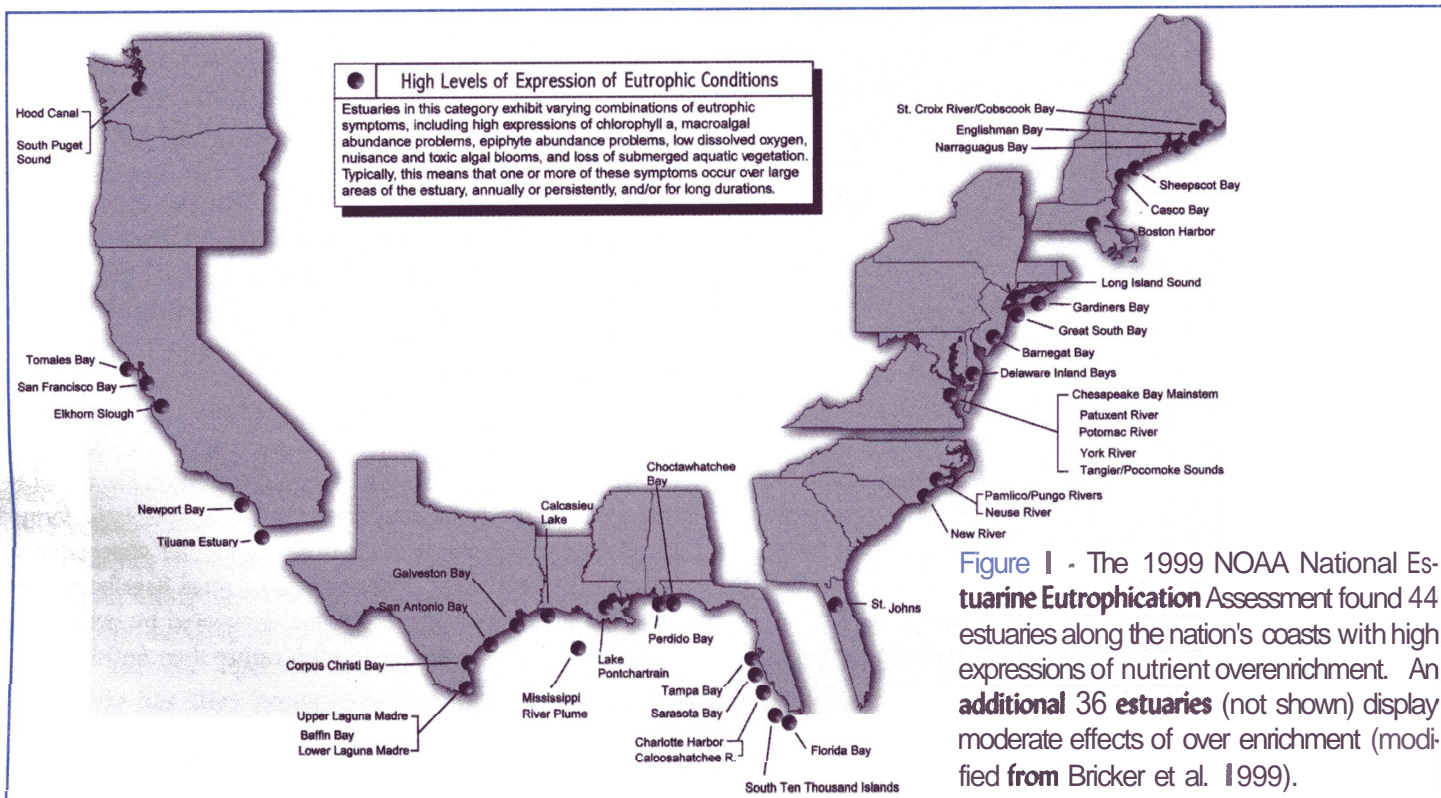 High Levels of Expression of Eutrophic Conditions
Estuaries in this category exhibit varying combinations of eutrophic
symptoms, including high expressions of chlorophyll a, macroalgal
abundance problems, epiphyte abundance problems, low dissolved oxygen,
nuisance and toxic algal blooms, and loss of submerged aquatic vegetation.
Typically, this means that one or more of these symptoms occur over large
areas of the estuary, annually or persistently, and/or for long durations.
Hood Canal
South Puget
Sound
Tomales Bay
San Francisco Bay
Elkhorn Slough
Newport Bay
Tijuana Estuary
St. Croix River/Cobscook Bay
Englishman Bay
Narraguagus Bay
Sheepscot Bay
Casco Bay
Boston Harbor
Long Island Sound
Gardiners Bay
Great South Bay
Barnegat Bay
Delaware Inland Bays
Chesapeake Bay Mainstem
Patuxent River
Potomac River
York River
Tangier/Pocomoke Sounds
Pamlico/Pungo Rivers
Neuse River
New River
St. Johns
Choctawhatchee
Bay
Calcasieu
Lake
Galveston Bay
San Antonio Bay
Corpus Christi Bay
Upper Laguna Madre
Baffin Bay
Lower Laguna Madre
Mississippi
River Plume
Lake
Pontchartrain
Perdido Bay
Tampa Bay
Sarasota Bay
Charlotte Harbor
Caloosahatchee R.
Florida Bay
South Ten Thousand Islands
Figure 1 - The 1999 NOAA National Es-
tuarine Eutrophication Assessment found 44
estuaries along the nation's coasts with high
expressions of nutrient overenrichment. An
additional 36 estuaries (not shown) display
moderate effects of over enrichment (modi-
fied from Bricker et al. 1999).